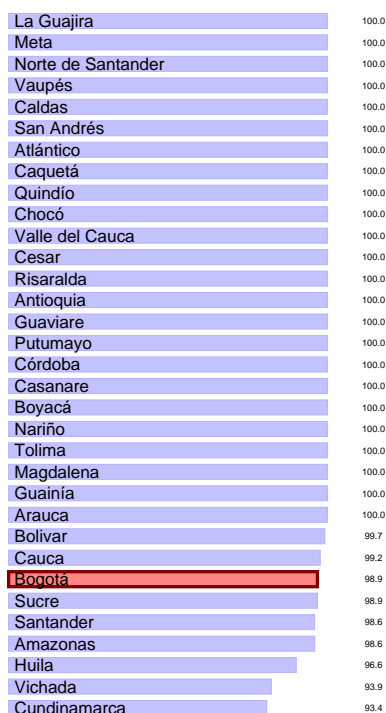 La Guajira 100.0
Meta 100.0
Norte de Santander 100.0
Vaupés 100.0
Caldas 100.0
San Andrés 100.0
Atlántico 100.0
Caquetá 100.0
Quindío 100.0
Chocó 100.0
Valle del Cauca 100.0
Cesar 100.0
Risaralda 100.0
Antioquia 100.0
Guaviare 100.0
Putumayo 100.0
Córdoba 100.0
Casanare 100.0
Boyacá 100.0
Nariño 100.0
Tolima 100.0
Magdalena 100.0
Guainía 100.0
Arauca 100.0
Bolivar 99.7
Cauca 99.2
Bogotá 98.9
Sucre 98.9
Santander 98.6
Amazonas 98.6
Huila 96.6
Vichada 93.9
Cundinamarca 93.4